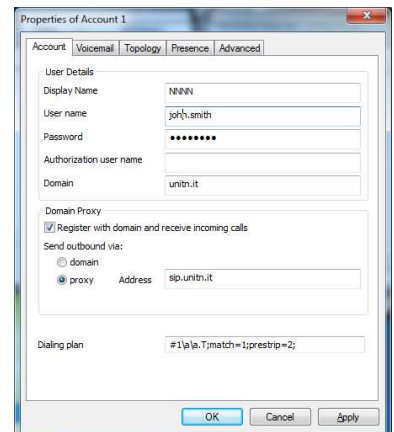 Properties of Account 1
Account Voicemail Topology Presence Advanced
User Details
Display Name NNNN
User name john.smith
Password ••••••••
Authorization user name
Domain unitn.it
Domain Proxy
Register with domain and receive incoming calls
Send outbound via:
domain
proxy Address sip.unitn.it
Dialing plan #1\a\a.T;match=1;prestrip=2;
OK Cancel Apply